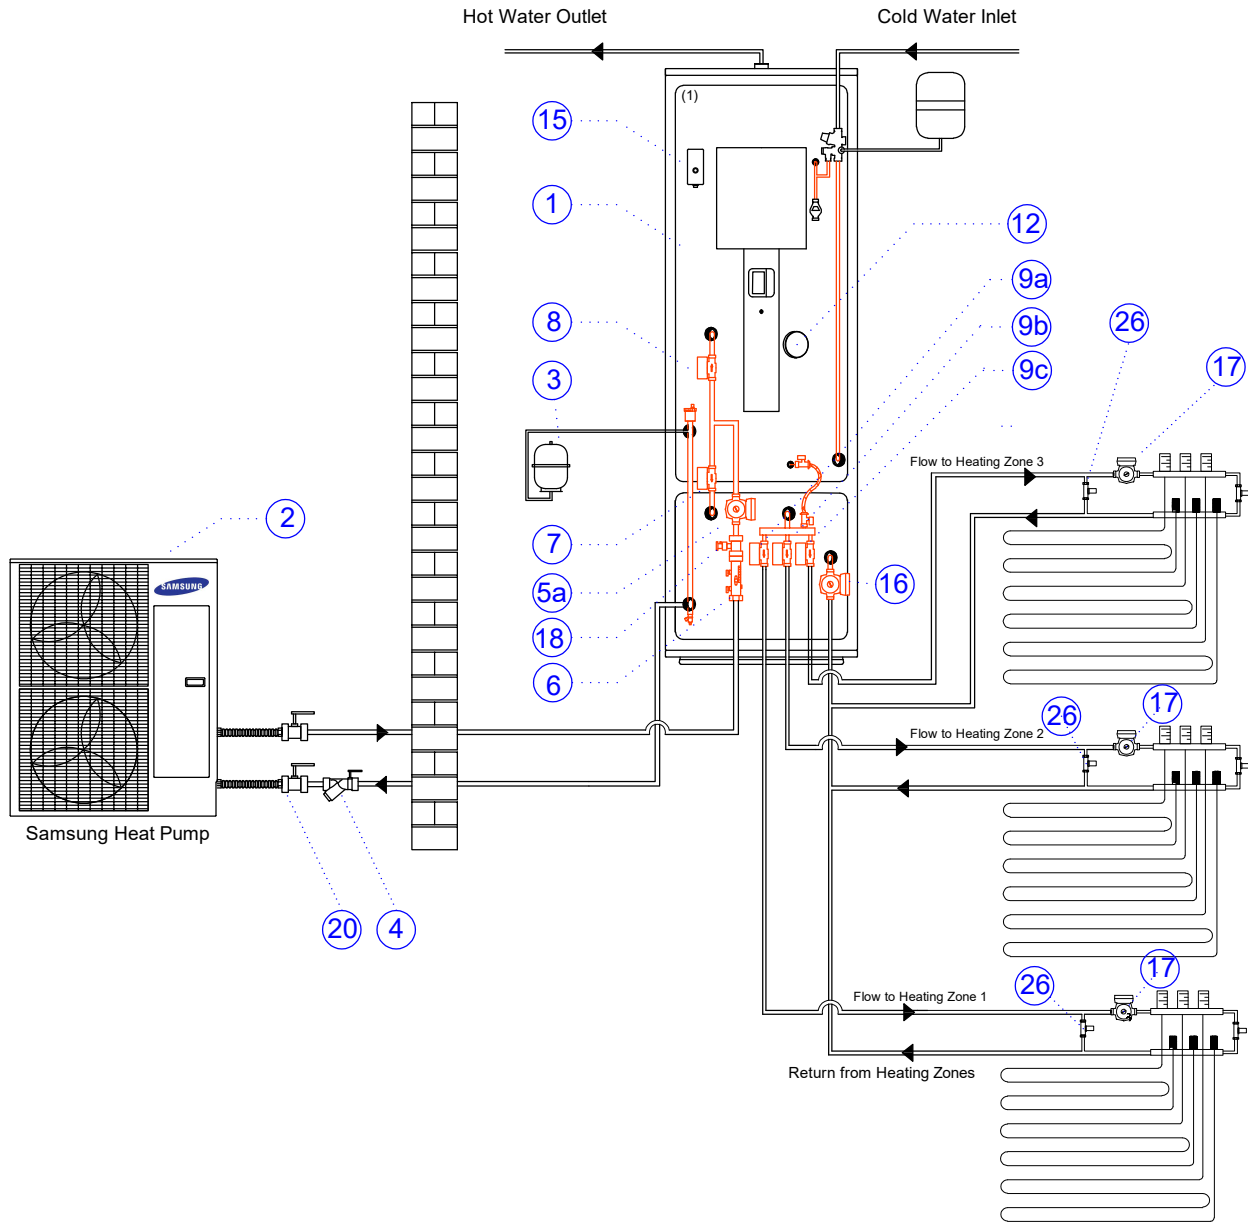 Hot Water Outlet
Cold Water Inlet
(1)
15
1
12
9a
8
9b
26
9c
17
3
Flow to Heating Zone 3
2
7
16
5a
SAMSUNG
18
6
26
17
Flow to Heating Zone 2
Samsung Heat Pump
20
4
17
26
Flow to Heating Zone 1
Return from Heating Zones